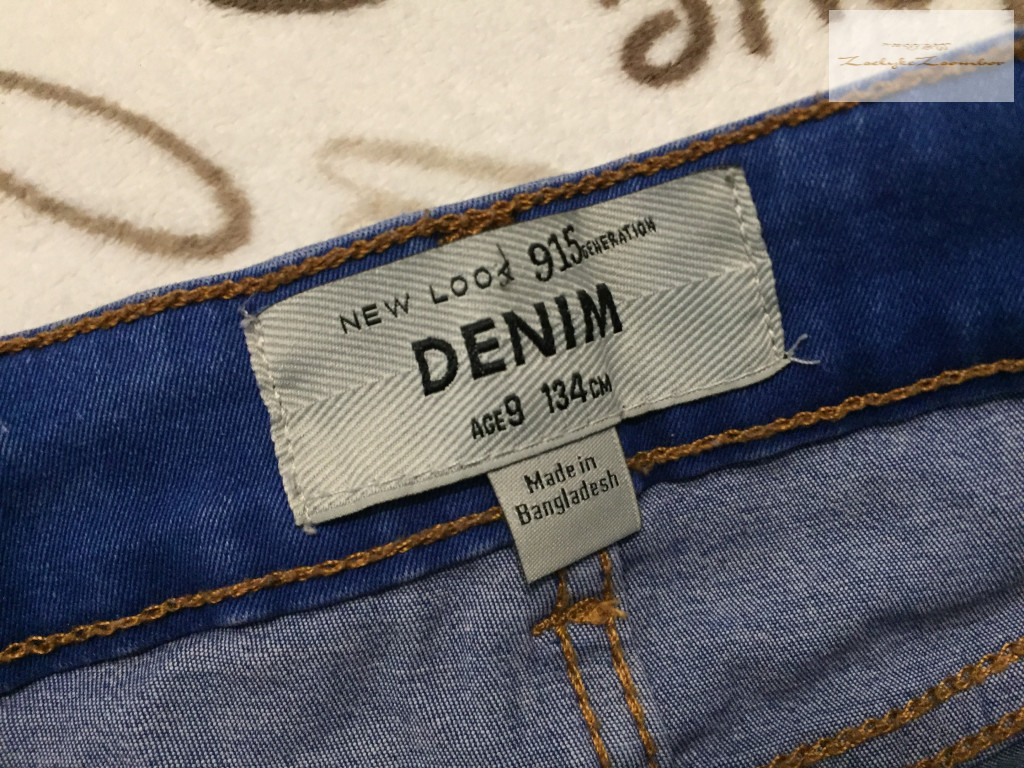 NEW LOOK 915 GENERATION
DENIM
AGE 9 134 CM
Made in
Bangladesh